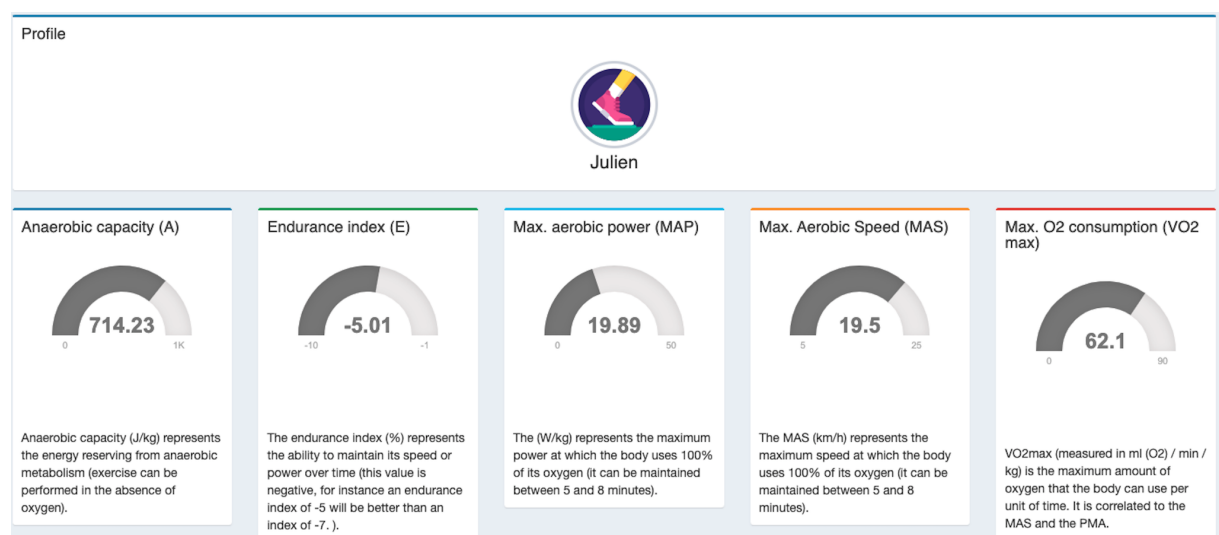 Profile
Julien
Anaerobic capacity (A)
714.23
0
1K
Anaerobic capacity (J/kg) represents
the energy reserving from anaerobic
metabolism (exercise can be
performed in the absence of
oxygen).
Endurance index (E)
-5.01
-10
-1
The endurance index (%) represents
the ability to maintain its speed or
power over time (this value is
negative, for instance an endurance
index of -5 will be better than an
index of -7. ).
Max. aerobic power (MAP)
19.89
0
50
The (W/kg) represents the maximum
power at which the body uses 100%
of its oxygen (it can be maintained
between 5 and 8 minutes).
Max. Aerobic Speed (MAS)
19.5
5
25
The MAS (km/h) represents the
maximum speed at which the body
uses 100% of its oxygen (it can be
maintained between 5 and 8
minutes).
Max. O2 consumption (VO2
max)
62.1
0
90
VO2max (measured in ml (O2) / min /
kg) is the maximum amount of
oxygen that the body can use per
unit of time. It is correlated to the
MAS and the PMA.